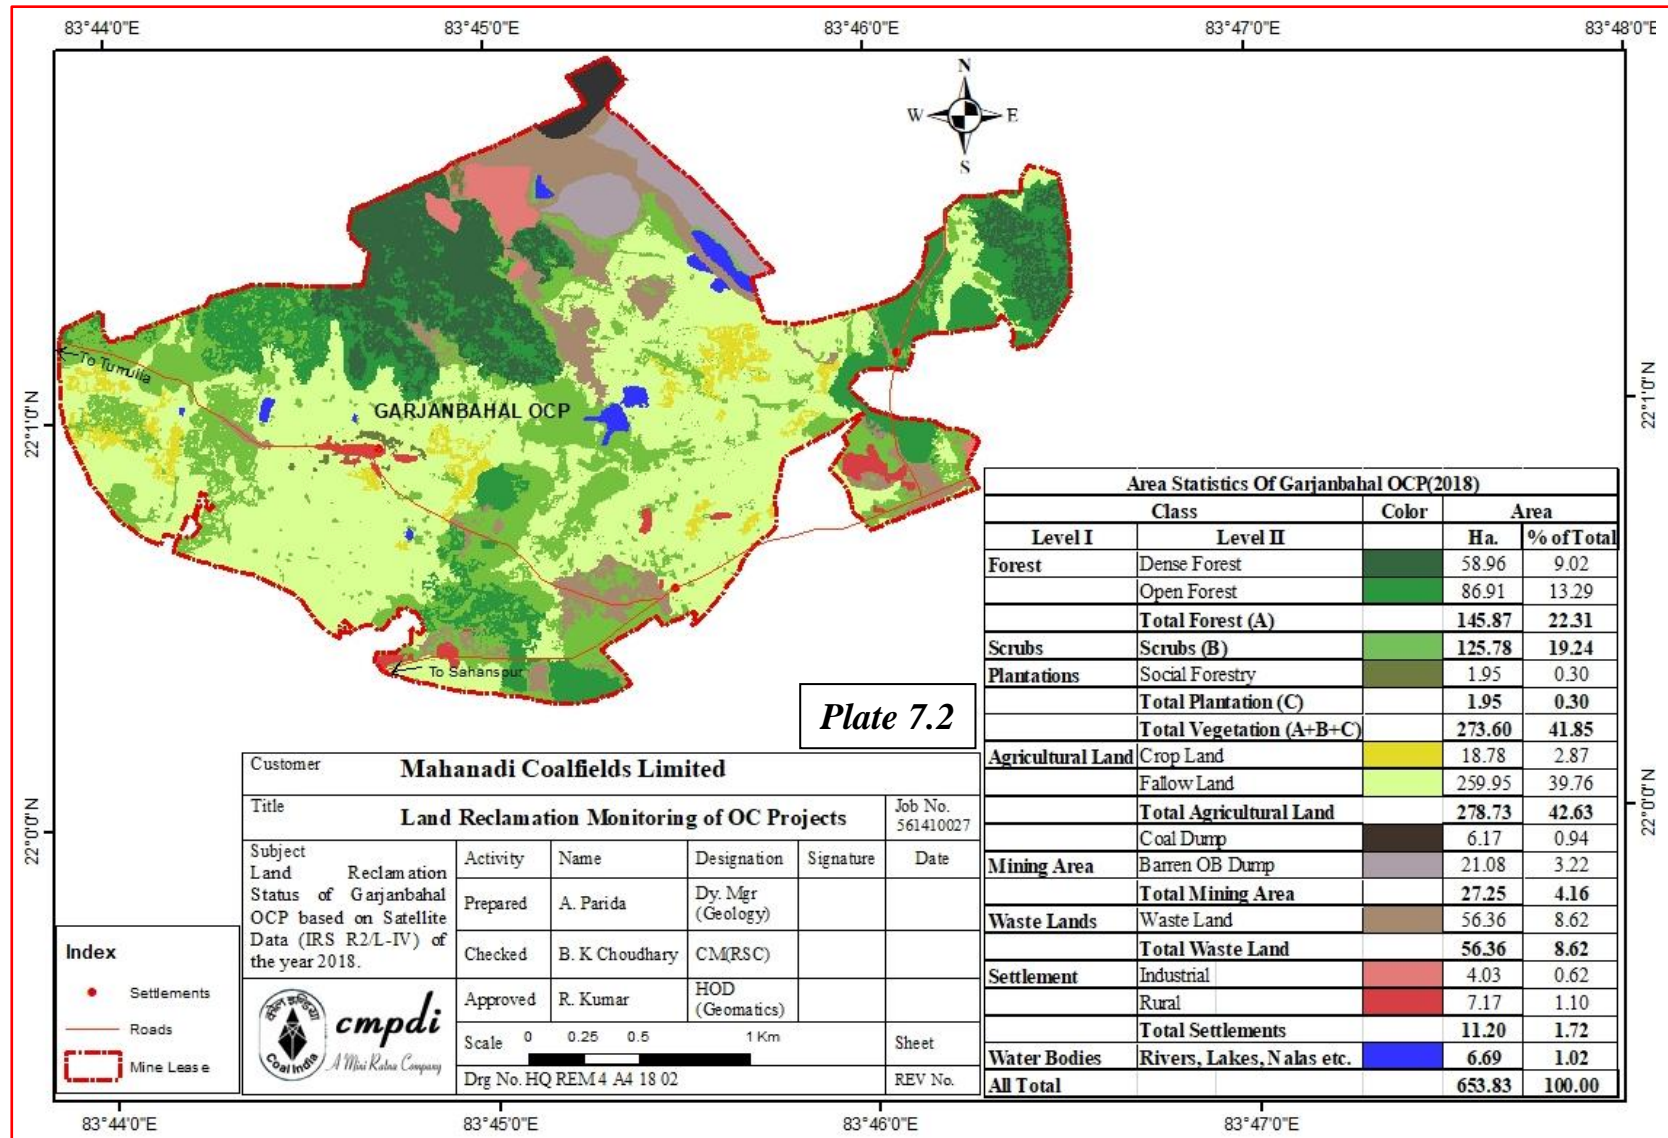 83°44'0"E 83°45'0"E 83°46'0"E 83°47'0"E 83°48'0"E
N
W E
S
To Tumulia
GARJANBAHAL OCP
22°1'0"N
22°1'0"N
To Sahanspur
Plate 7.2
22°0'0"N
22°0'0"N
Area Statistics Of Garjanbahal OCP(2018)
Class Color Area
Level I Level II Ha. % of Total
Forest Dense Forest 58.96 9.02
Open Forest 86.91 13.29
Total Forest (A) 145.87 22.31
Scrubs Scrubs (B) 125.78 19.24
Plantations Social Forestry 1.95 0.30
Total Plantation (C) 1.95 0.30
Total Vegetation (A+B+C) 273.60 41.85
Agricultural Land Crop Land 18.78 2.87
Fallow Land 259.95 39.76
Total Agricultural Land 278.73 42.63
Coal Dump 6.17 0.94
Mining Area Barren OB Dump 21.08 3.22
Total Mining Area 27.25 4.16
Waste Lands Waste Land 56.36 8.62
Total Waste Land 56.36 8.62
Settlement Industrial 4.03 0.62
Rural 7.17 1.10
Total Settlements 11.20 1.72
Water Bodies Rivers, Lakes, Nalas etc. 6.69 1.02
All Total 653.83 100.00
Customer Mahanadi Coalfields Limited
Title Land Reclamation Monitoring of OC Projects
Job No.
561410027
Subject
Land Reclamation
Status of Garjanbahal
OCP based on Satellite
Data (IRS R2/L-IV) of
the year 2018.
Activity Name Designation Signature Date
Prepared A. Parida Dy. Mgr
(Geology)
Checked B. K Choudhary CM(RSC)
Approved R. Kumar HOD
(Geomatics)
Scale 0 0.25 0.5 1 Km
Sheet
Drg No. HQ REM 4 A4 18 02
REV No.
कोल इण्डिया
Coal India
cmpdi
A Mini Ratna Company
Index
Settlements
Roads
Mine Lease
83°44'0"E 83°45'0"E 83°46'0"E 83°47'0"E